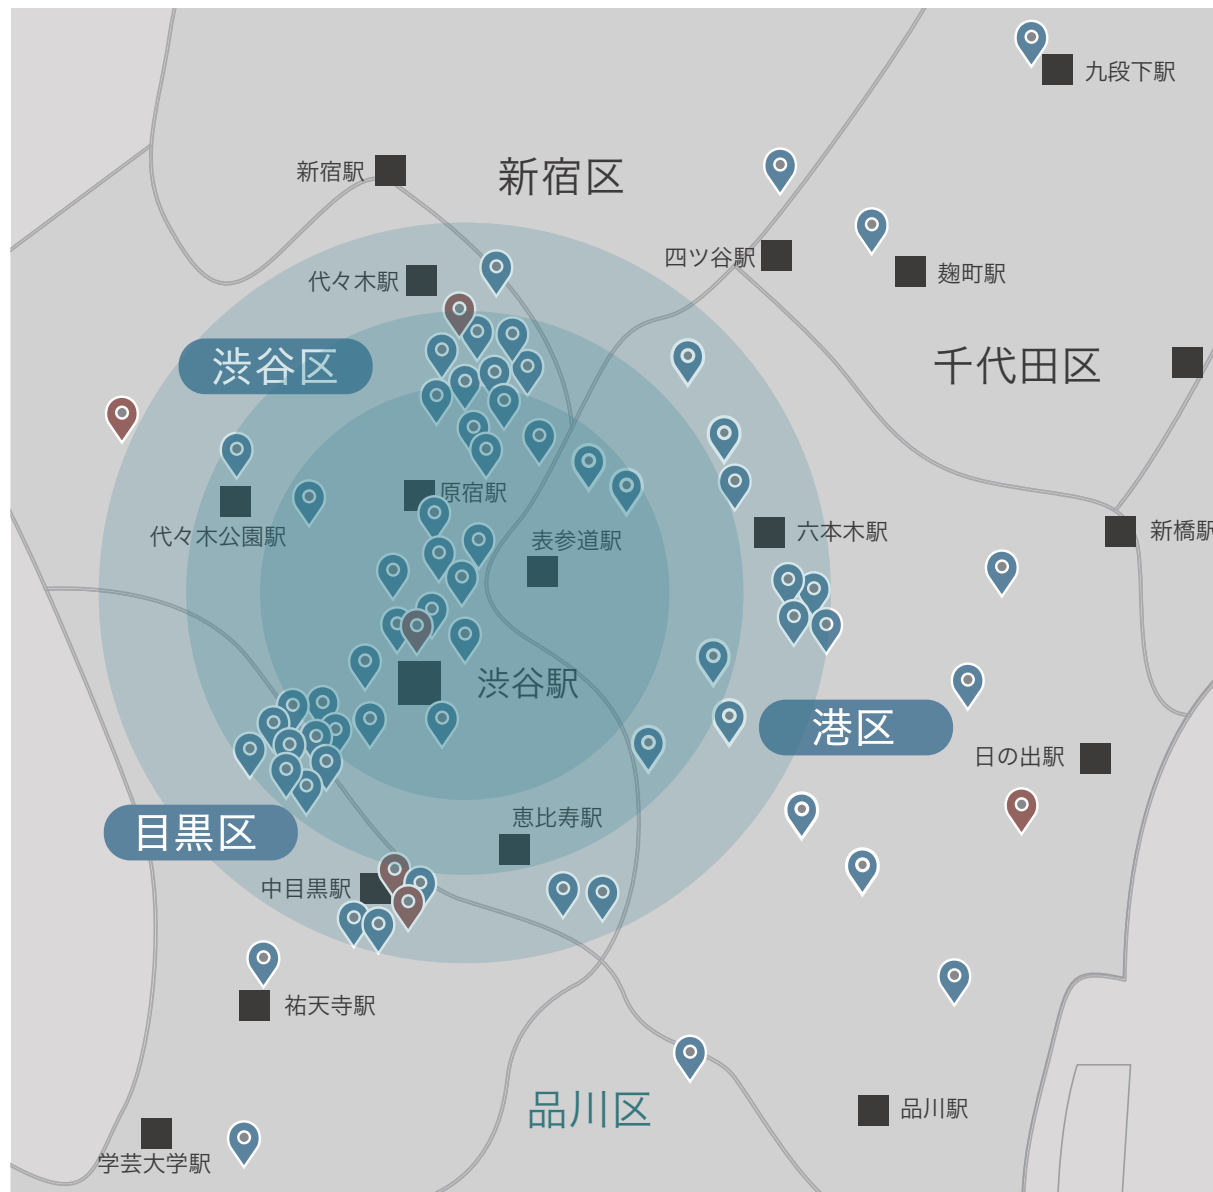 九段下駅
新宿駅
新宿区
四ツ谷駅
麹町駅
代々木駅
渋谷区
千代田区
原宿駅
代々木公園駅
表参道駅
六本木駅
新橋駅
渋谷駅
港区
日の出駅
目黒区
恵比寿駅
中目黒駅
祐天寺駅
品川区
品川駅
学芸大学駅